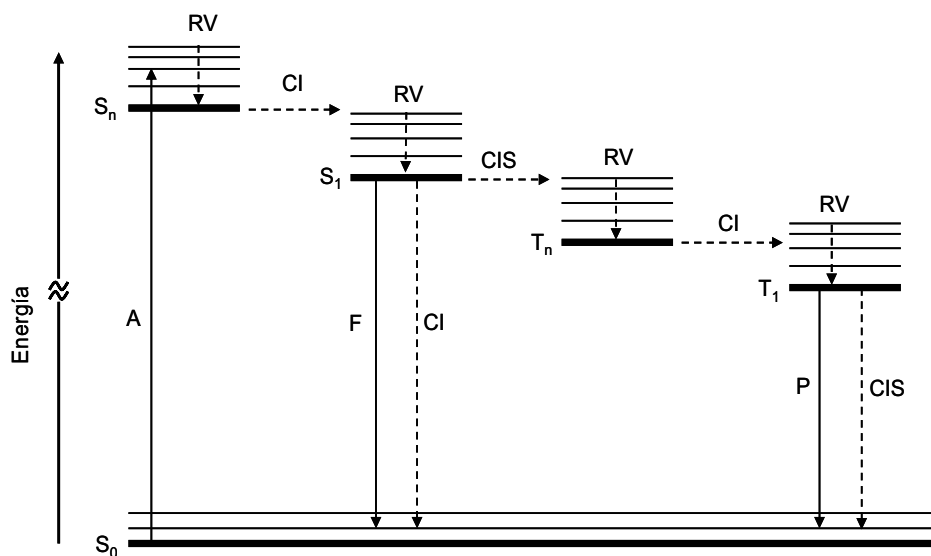 RV
CI
RV
Sn
CIS
RV
S1
CI
RV
Tn
T1
Energía
A
F
CI
P
CIS
S0